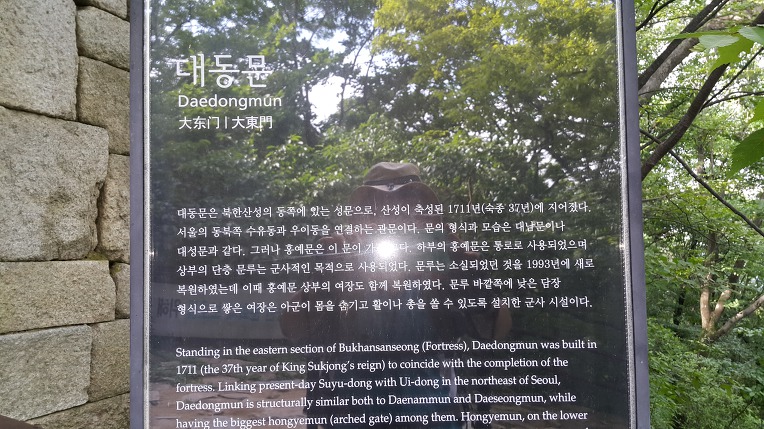 대동문
Daedongmun
大东门 | 大東門
대동문은 북한산성의 동쪽에 있는 성문으로, 산성이 축성된 1711년(숙종 37년)에 지어졌다.
서울의 동북쪽 수유동과 우이동을 연결하는 관문이다. 문의 형식과 모습은 대남문이나
대성문과 같다. 그러나 홍예문은 이 문이 가 다. 하부의 홍예문은 통로로 사용되었으며
상부의 단층 문루는 군사적인 목적으로 사용되었다. 문루는 소실되었던 것을 1993년에 새로
복원하였는데 이때 홍예문 상부의 여장도 함께 복원하였다. 문루 바깥쪽에 낮은 담장
형식으로 쌓은 여장은 아군이 몸을 숨기고 활이나 총을 쏠 수 있도록 설치한 군사 시설이다.
Standing in the eastern section of Bukhansanseong (Fortress), Daedongmun was built in
1711 (the 37th year of King Sukjong's reign) to coincide with the completion of the
fortress. Linking present-day Suyu-dong with Ui-dong in the northeast of Seoul,
Daedongmun is structurally similar both to Daenammun and Daeseongmun, while
having the biggest hongyemun (arched gate) among them. Hongyemun, on the lower